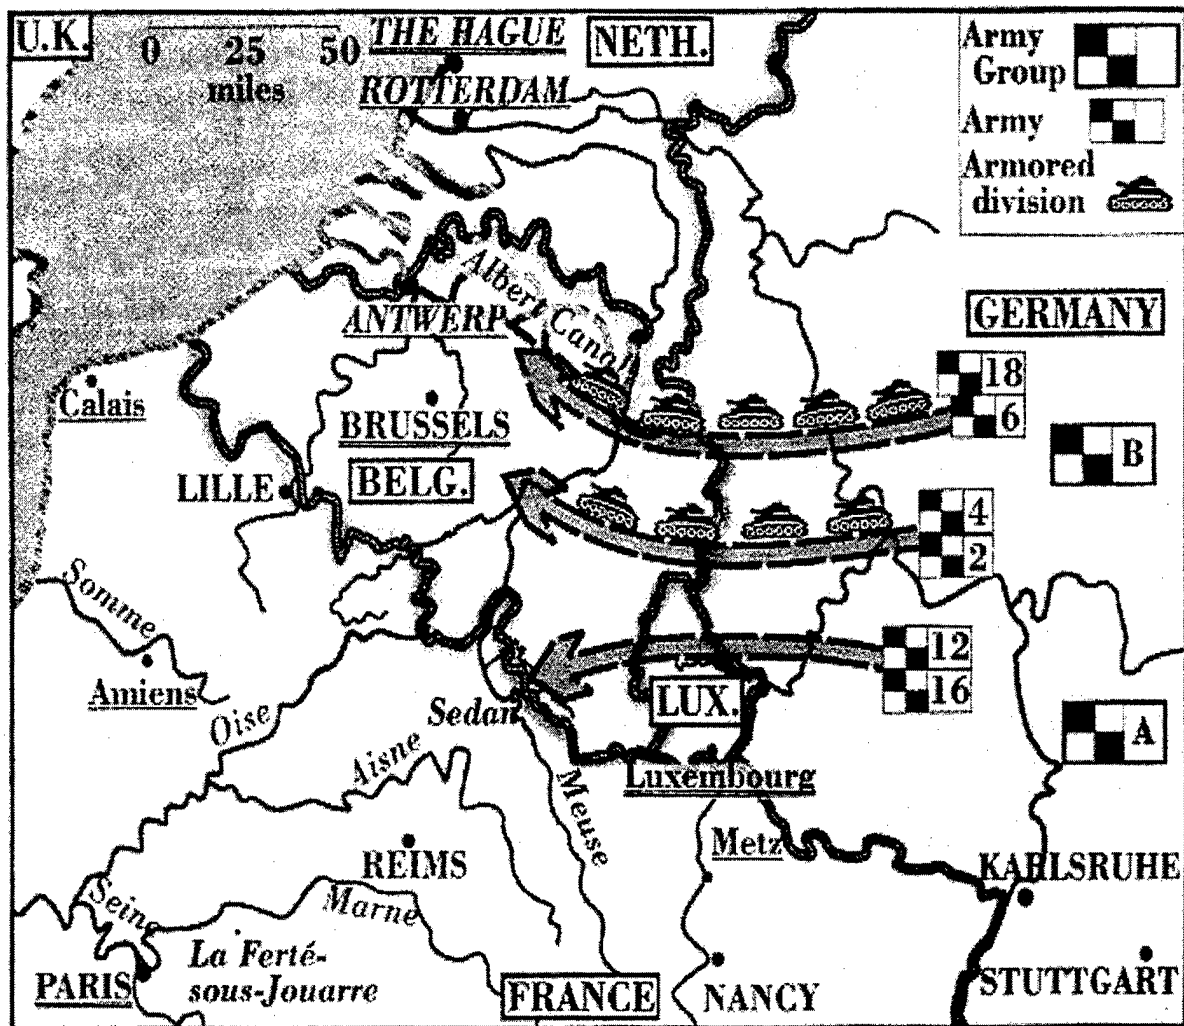 U.K.
0 25 50
miles
THE HAGUE
NETH.
ROTTERDAM
Army
Group
Army
Armored
division
Albert Canal
ANTWERP
GERMANY
Calais
BRUSSELS
BELG.
LILLE
18
6
B
4
2
Somme
Amiens
12
16
LUX.
Sedan
Oise
A
Aisne
Luxembourg
Meuse
Metz
REIMS
KARLSRUHE
Seine
Marne
La Ferté-
sous-Jouarre
PARIS
FRANCE
NANCY
STUTTGART